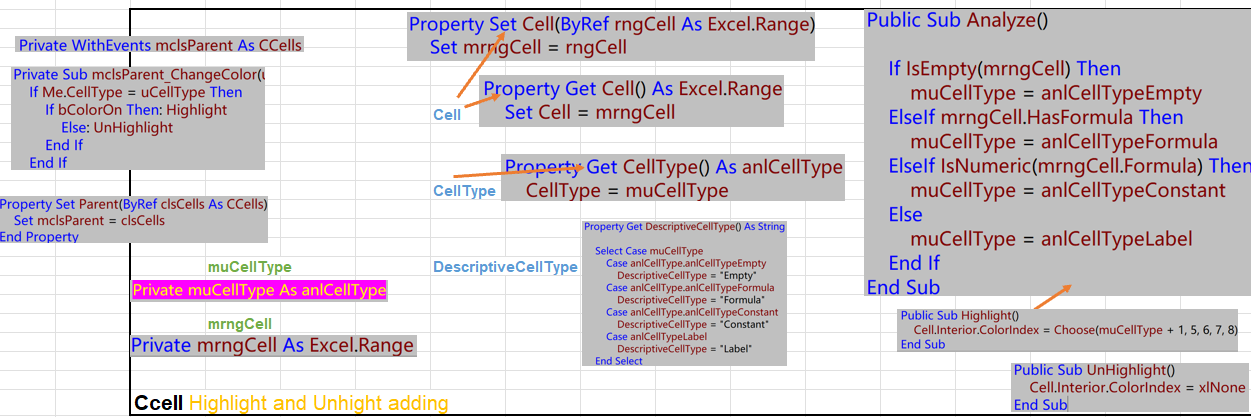 Private WithEvents mclsParent As CCells
Private Sub mclsParent_ChangeColor(u
If Me.CellType = uCellType Then
If bColorOn Then: Highlight
Else: UnHighlight
End If
End If
Property Set Parent(ByRef clsCells As CCells)
Set mclsParent = clsCells
End Property
muCellType
Private muCellType As anlCellType
mrngCell
Private mrngCell As Excel.Range
Ccell Highlight and Unhight adding
Property Set Cell(ByRef rngCell As Excel.Range)
Set mrngCell = rngCell
Cell
Property Get Cell() As Excel.Range
Set Cell = mrngCell
CellType
Property Get CellType() As anlCellType
CellType = muCellType
DescriptiveCellType
Property Get DescriptiveCellType() As String
Select Case muCellType
Case anlCellType.anlCellTypeEmpty
DescriptiveCellType = "Empty"
Case anlCellType.anlCellTypeFormula
DescriptiveCellType = "Formula"
Case anlCellType.anlCellTypeConstant
DescriptiveCellType = "Constant"
Case anlCellTypeLabel
DescriptiveCellType = "Label"
End Select
Public Sub Analyze()
If IsEmpty(mrngCell) Then
muCellType = anlCellTypeEmpty
ElseIf mrngCell.HasFormula Then
muCellType = anlCellTypeFormula
ElseIf IsNumeric(mrngCell.Formula) Then
muCellType = anlCellTypeConstant
Else
muCellType = anlCellTypeLabel
End If
End Sub
Public Sub Highlight()
Cell.Interior.ColorIndex = Choose(muCellType + 1, 5, 6, 7, 8)
End Sub
Public Sub UnHighlight()
Cell.Interior.ColorIndex = xlNone
End Sub